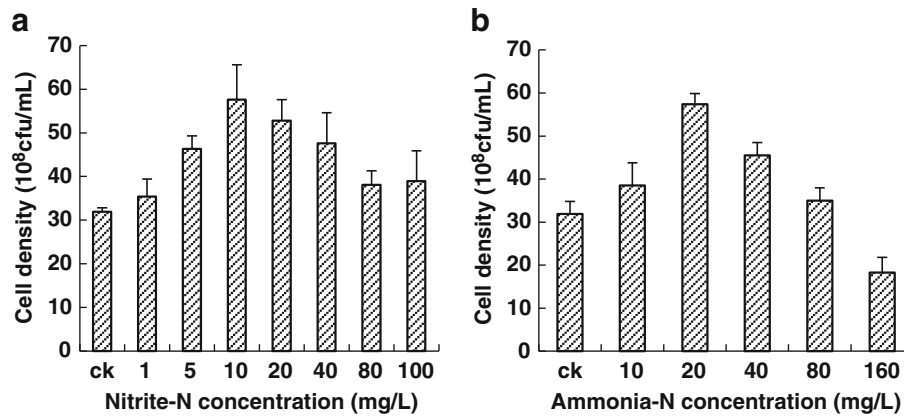 a
70
60
50
40
30
20
10
0
Cell density (10⁸cfu/mL)
ck 1 5 10 20 40 80 100
Nitrite-N concentration (mg/L)
b
70
60
50
40
30
20
10
0
Cell density (10⁸cfu/mL)
ck 10 20 40 80 160
Ammonia-N concentration (mg/L)